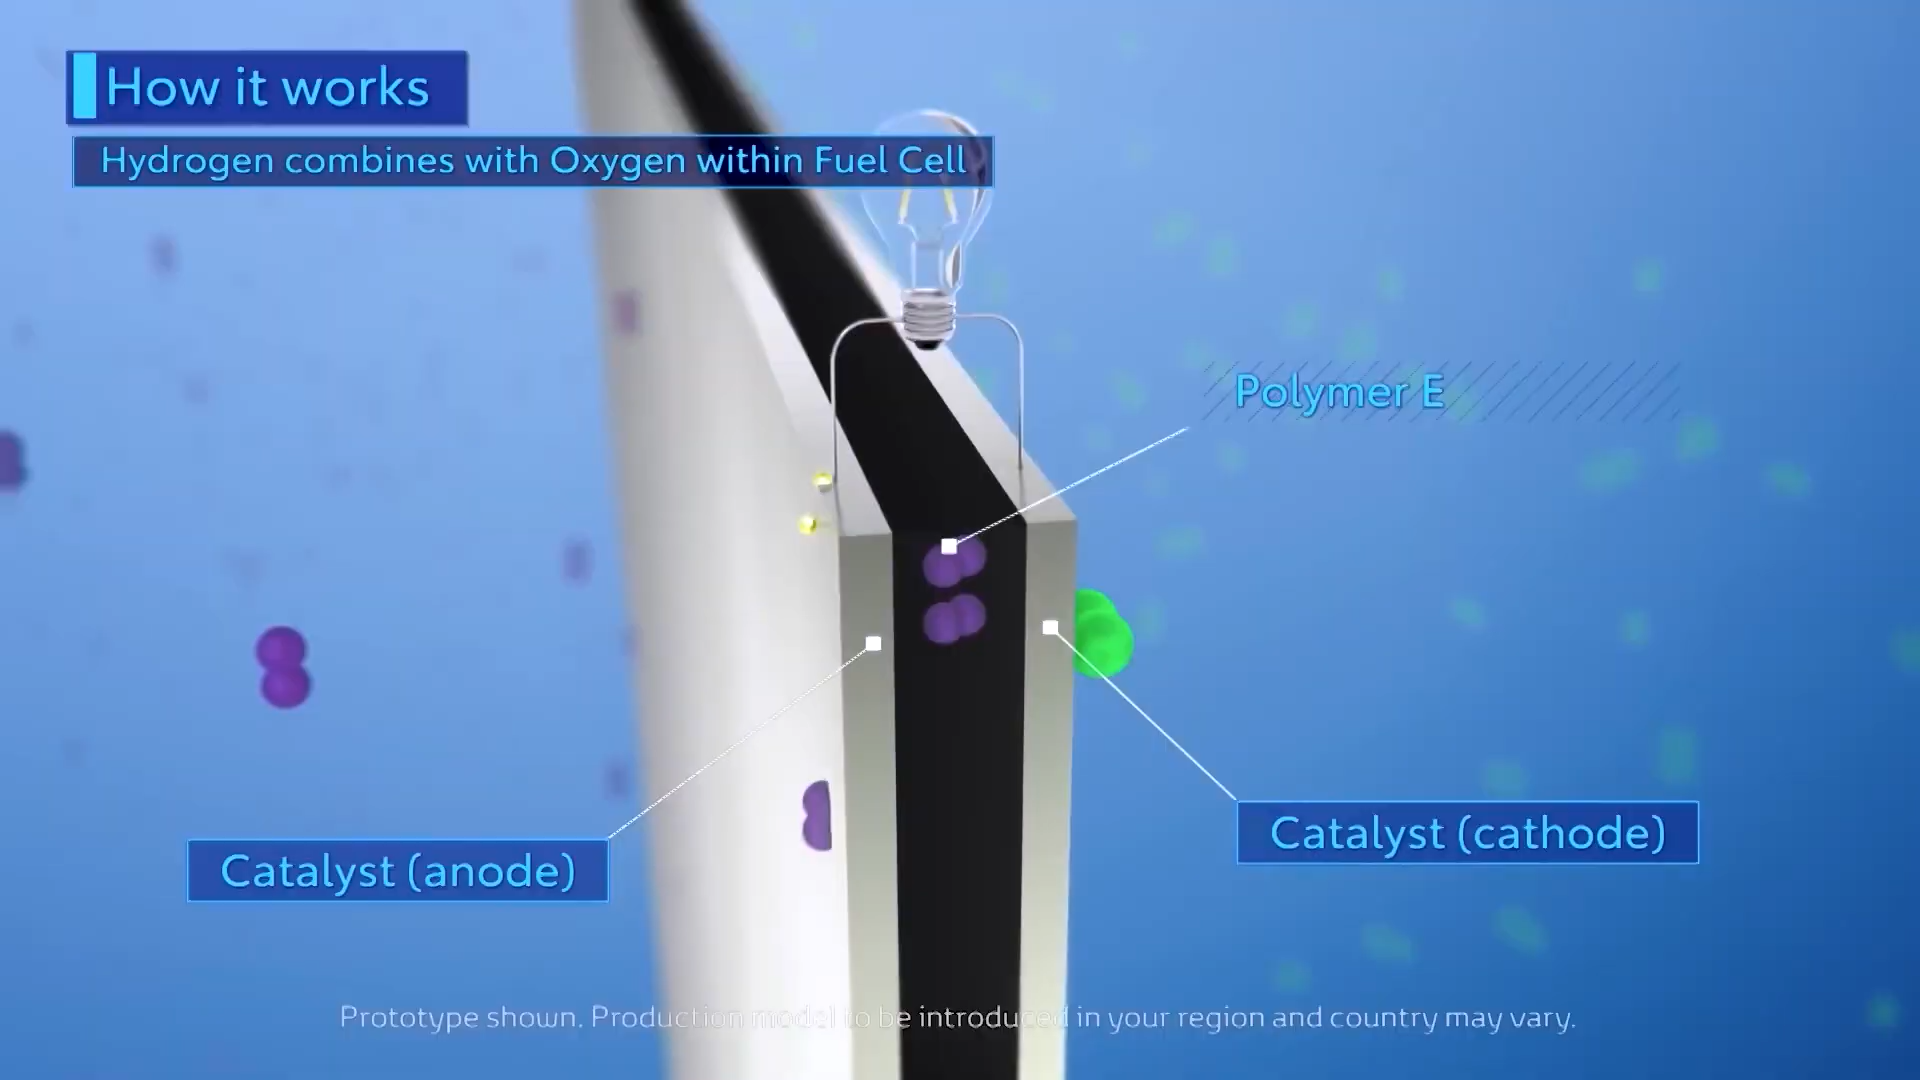 How it works
Hydrogen combines with Oxygen within Fuel Cell
Polymer E
Catalyst (cathode)
Catalyst (anode)
Prototype shown. Production model to be introduced in your region and country may vary.